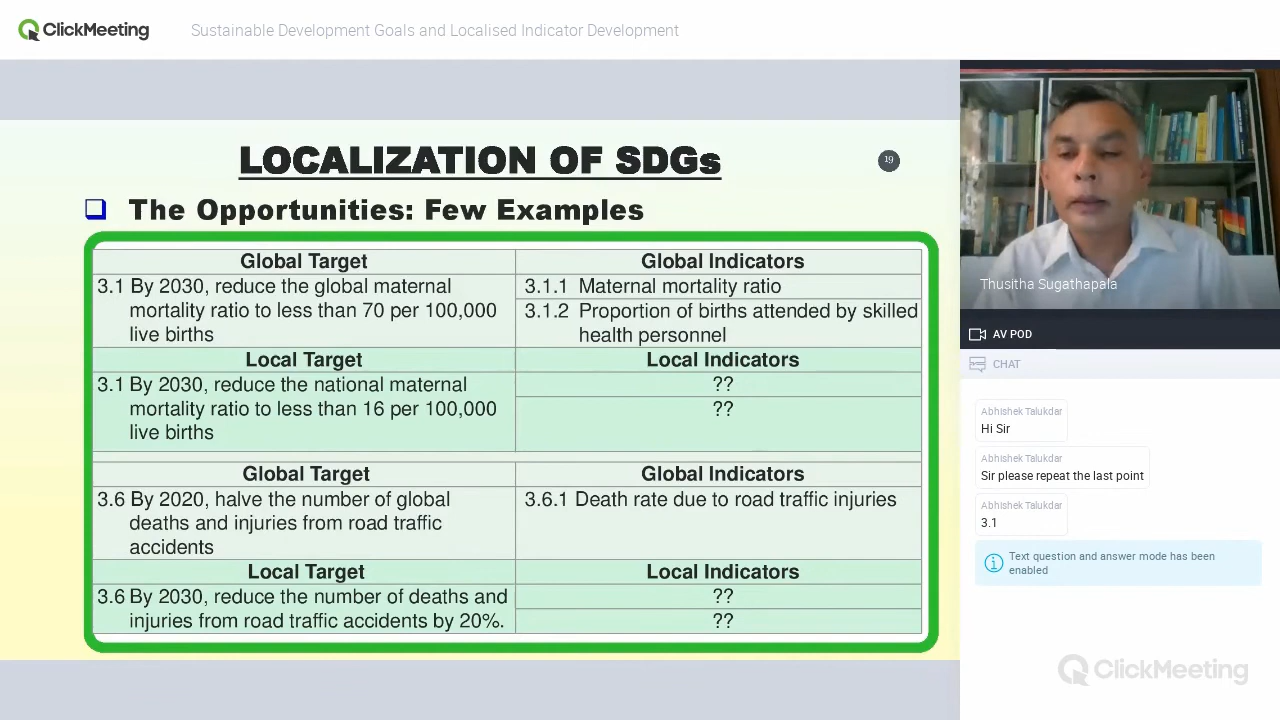 ClickMeeting
Sustainable Development Goals and Localised Indicator Development
LOCALIZATION OF SDGs
19
The Opportunities: Few Examples
Global Target
Global Indicators
3.1 By 2030, reduce the global maternal
mortality ratio to less than 70 per 100,000
live births
3.1.1 Maternal mortality ratio
3.1.2 Proportion of births attended by skilled
health personnel
Local Target
Local Indicators
3.1 By 2030, reduce the national maternal
mortality ratio to less than 16 per 100,000
live births
??
??
Global Target
Global Indicators
3.6 By 2020, halve the number of global
deaths and injuries from road traffic
accidents
3.6.1 Death rate due to road traffic injuries
Local Target
Local Indicators
3.6 By 2030, reduce the number of deaths and
injuries from road traffic accidents by 20%.
??
??
Thusitha Sugathapala
AV POD
CHAT
Abhishek Talukdar
Hi Sir
Abhishek Talukdar
Sir please repeat the last point
Abhishek Talukdar
3.1
Text question and answer mode has been
enabled
ClickMeeting